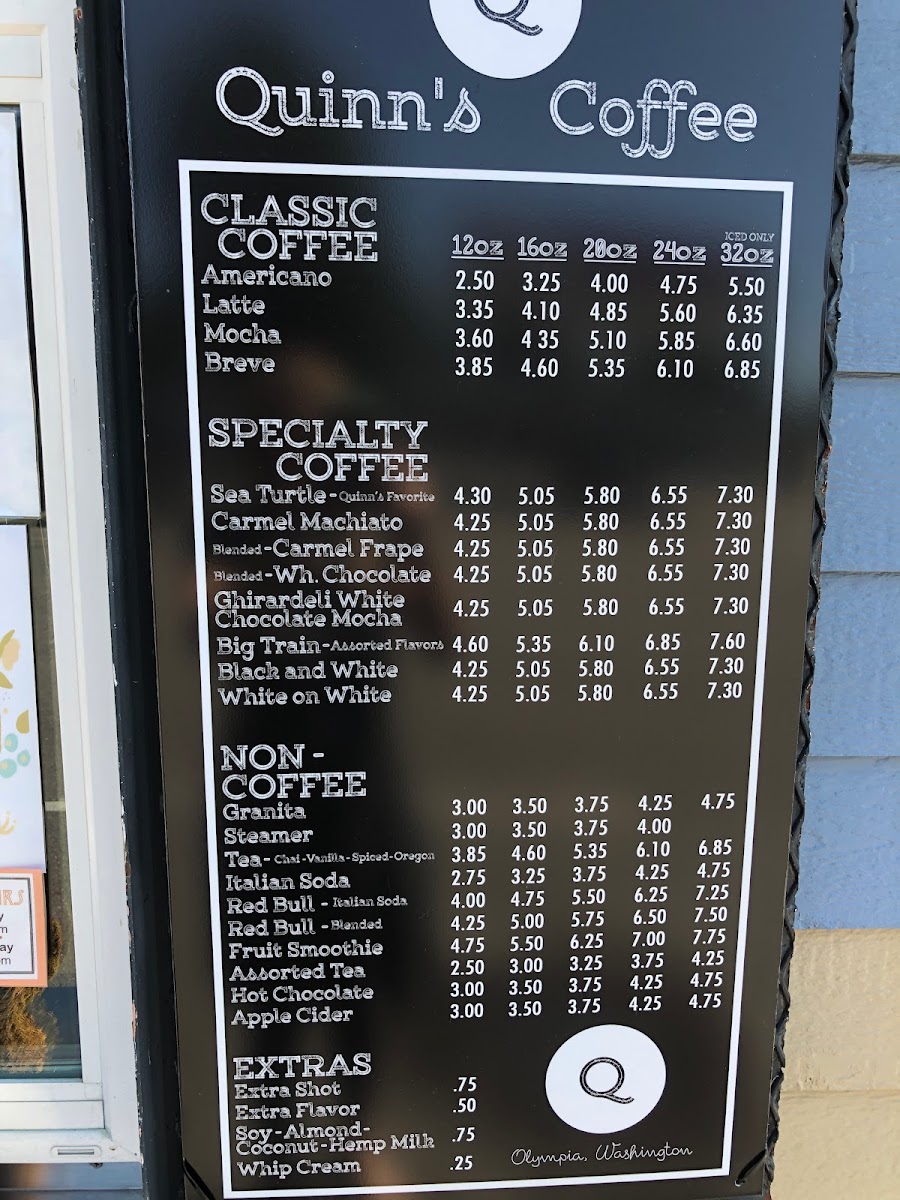 Q
Quinn's Coffee
CLASSIC
COFFEE
ICED ONLY
12oz 16oz 20oz 24oz 32oz
Americano 2.50 3.25 4.00 4.75 5.50
Latte 3.35 4.10 4.85 5.60 6.35
Mocha 3.60 4 35 5.10 5.85 6.60
Breve 3.85 4.60 5.35 6.10 6.85
SPECIALTY
COFFEE
Sea Turtle - Quinn's Favorite 4.30 5.05 5.80 6.55 7.30
Carmel Machiato 4.25 5.05 5.80 6.55 7.30
Blended - Carmel Frape 4.25 5.05 5.80 6.55 7.30
Blended - Wh. Chocolate 4.25 5.05 5.80 6.55 7.30
Ghirardeli White
Chocolate Mocha 4.25 5.05 5.80 6.55 7.30
Big Train - Assorted Flavors 4.60 5.35 6.10 6.85 7.60
Black and White 4.25 5.05 5.80 6.55 7.30
White on White 4.25 5.05 5.80 6.55 7.30
NON -
COFFEE
Granita 3.00 3.50 3.75 4.25 4.75
Steamer 3.00 3.50 3.75 4.00
Tea - Chai - Vanilla - Spiced - Oregon 3.85 4.60 5.35 6.10 6.85
Italian Soda 2.75 3.25 3.75 4.25 4.75
Red Bull - Italian Soda 4.00 4.75 5.50 6.25 7.25
Red Bull - Blended 4.25 5.00 5.75 6.50 7.50
Fruit Smoothie 4.75 5.50 6.25 7.00 7.75
Assorted Tea 2.50 3.00 3.25 3.75 4.25
Hot Chocolate 3.00 3.50 3.75 4.25 4.75
Apple Cider 3.00 3.50 3.75 4.25 4.75
EXTRAS
Extra Shot .75
Extra Flavor .50
Soy - Almond -
Coconut - Hemp Milk .75
Whip Cream .25
Q
Olympia, Washington